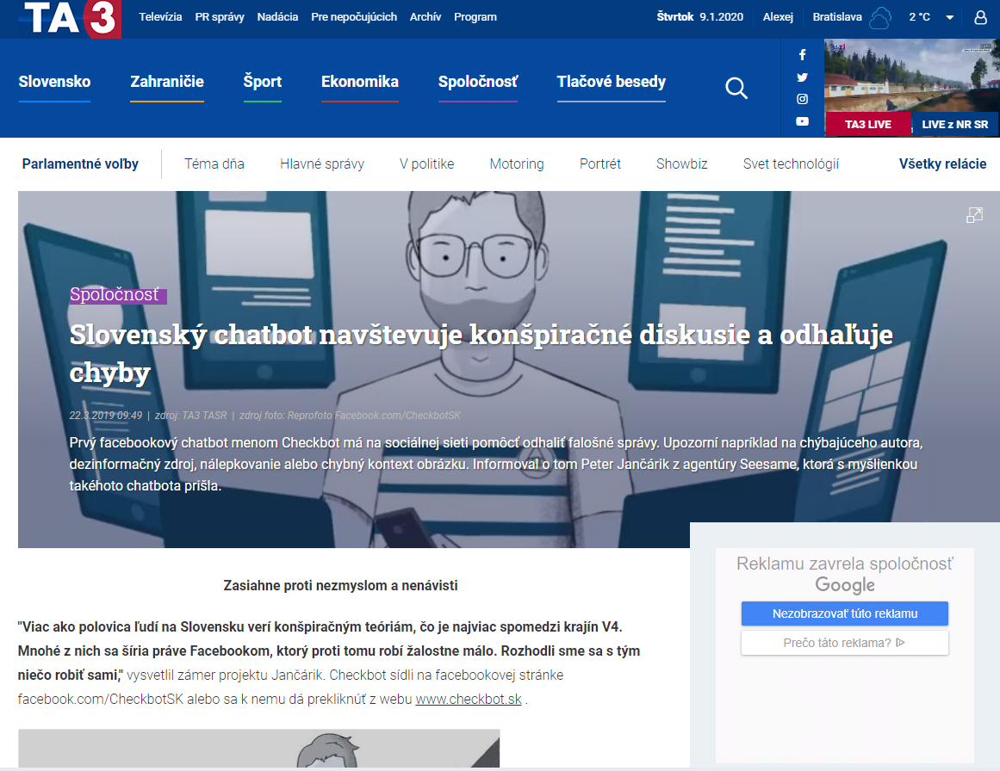 TA3
Televízia PR správy Nadácia Pre nepočujúcich Archív Program
Štvrtok 9.1.2020 Alexej Bratislava 2 °C
Slovensko Zahraničie Šport Ekonomika Spoločnosť Tlačové besedy
TA3 LIVE LIVE z NR SR
Parlamentné voľby Téma dňa Hlavné správy V politike Motoring Portrét Showbiz Svet technológií Všetky relácie
Spoločnosť
Slovenský chatbot navštevuje konšpiračné diskusie a odhaľuje
chyby
22.3.2019 09:49 | zdroj: TA3 TASR | zdroj foto: Reprofoto Facebook.com/CheckbotSK
Prvý facebookový chatbot menom Checkbot má na sociálnej sieti pomôcť odhaliť falošné správy. Upozorní napríklad na chýbajúceho autora,
dezinformačný zdroj, nálepkovanie alebo chybný kontext obrázku. Informoval o tom Peter Jančárik z agentúry Seesame, ktorá s myšlienkou
takéhoto chatbota prišla.
Zasiahne proti nezmyslom a nenávisti
"Viac ako polovica ľudí na Slovensku verí konšpiračným teóriám, čo je najviac spomedzi krajín V4.
Mnohé z nich sa šíria práve Facebookom, ktorý proti tomu robí žalostne málo. Rozhodli sme sa s tým
niečo robiť sami," vysvetlil zámer projektu Jančárik. Checkbot sídli na facebookovej stránke
facebook.com/CheckbotSK alebo sa k nemu dá prekliknúť z webu www.checkbot.sk .
Reklamu zavrela spoločnosť
Google
Nezobrazovať túto reklamu
Prečo táto reklama?